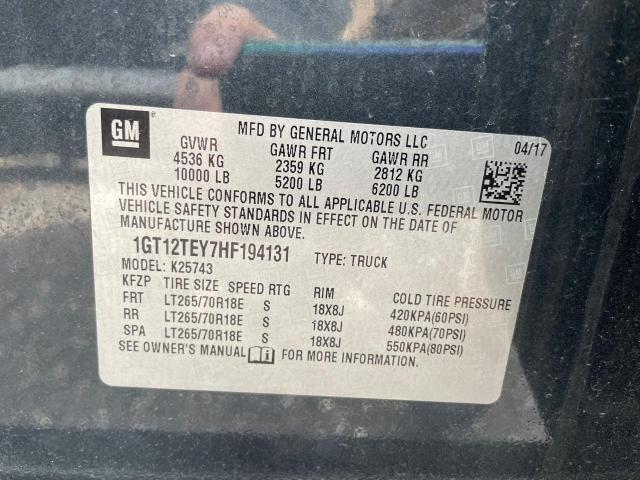 GM
MFD BY GENERAL MOTORS LLC
04/17
GVWR GAWR FRT GAWR RR
4536 KG 2359 KG 2812 KG
10000 LB 5200 LB 6200 LB
THIS VEHICLE CONFORMS TO ALL APPLICABLE U.S. FEDERAL MOTOR
VEHICLE SAFETY STANDARDS IN EFFECT ON THE DATE OF
MANUFACTURE SHOWN ABOVE.
1GT12TEY7HF194131 TYPE: TRUCK
MODEL: K25743
KFZP TIRE SIZE SPEED RTG RIM COLD TIRE PRESSURE
FRT LT265/70R18E S 18X8J 420KPA(60PSI)
RR LT265/70R18E S 18X8J 480KPA(70PSI)
SPA LT265/70R18E S 18X8J 550KPA(80PSI)
SEE OWNER'S MANUAL FOR MORE INFORMATION.